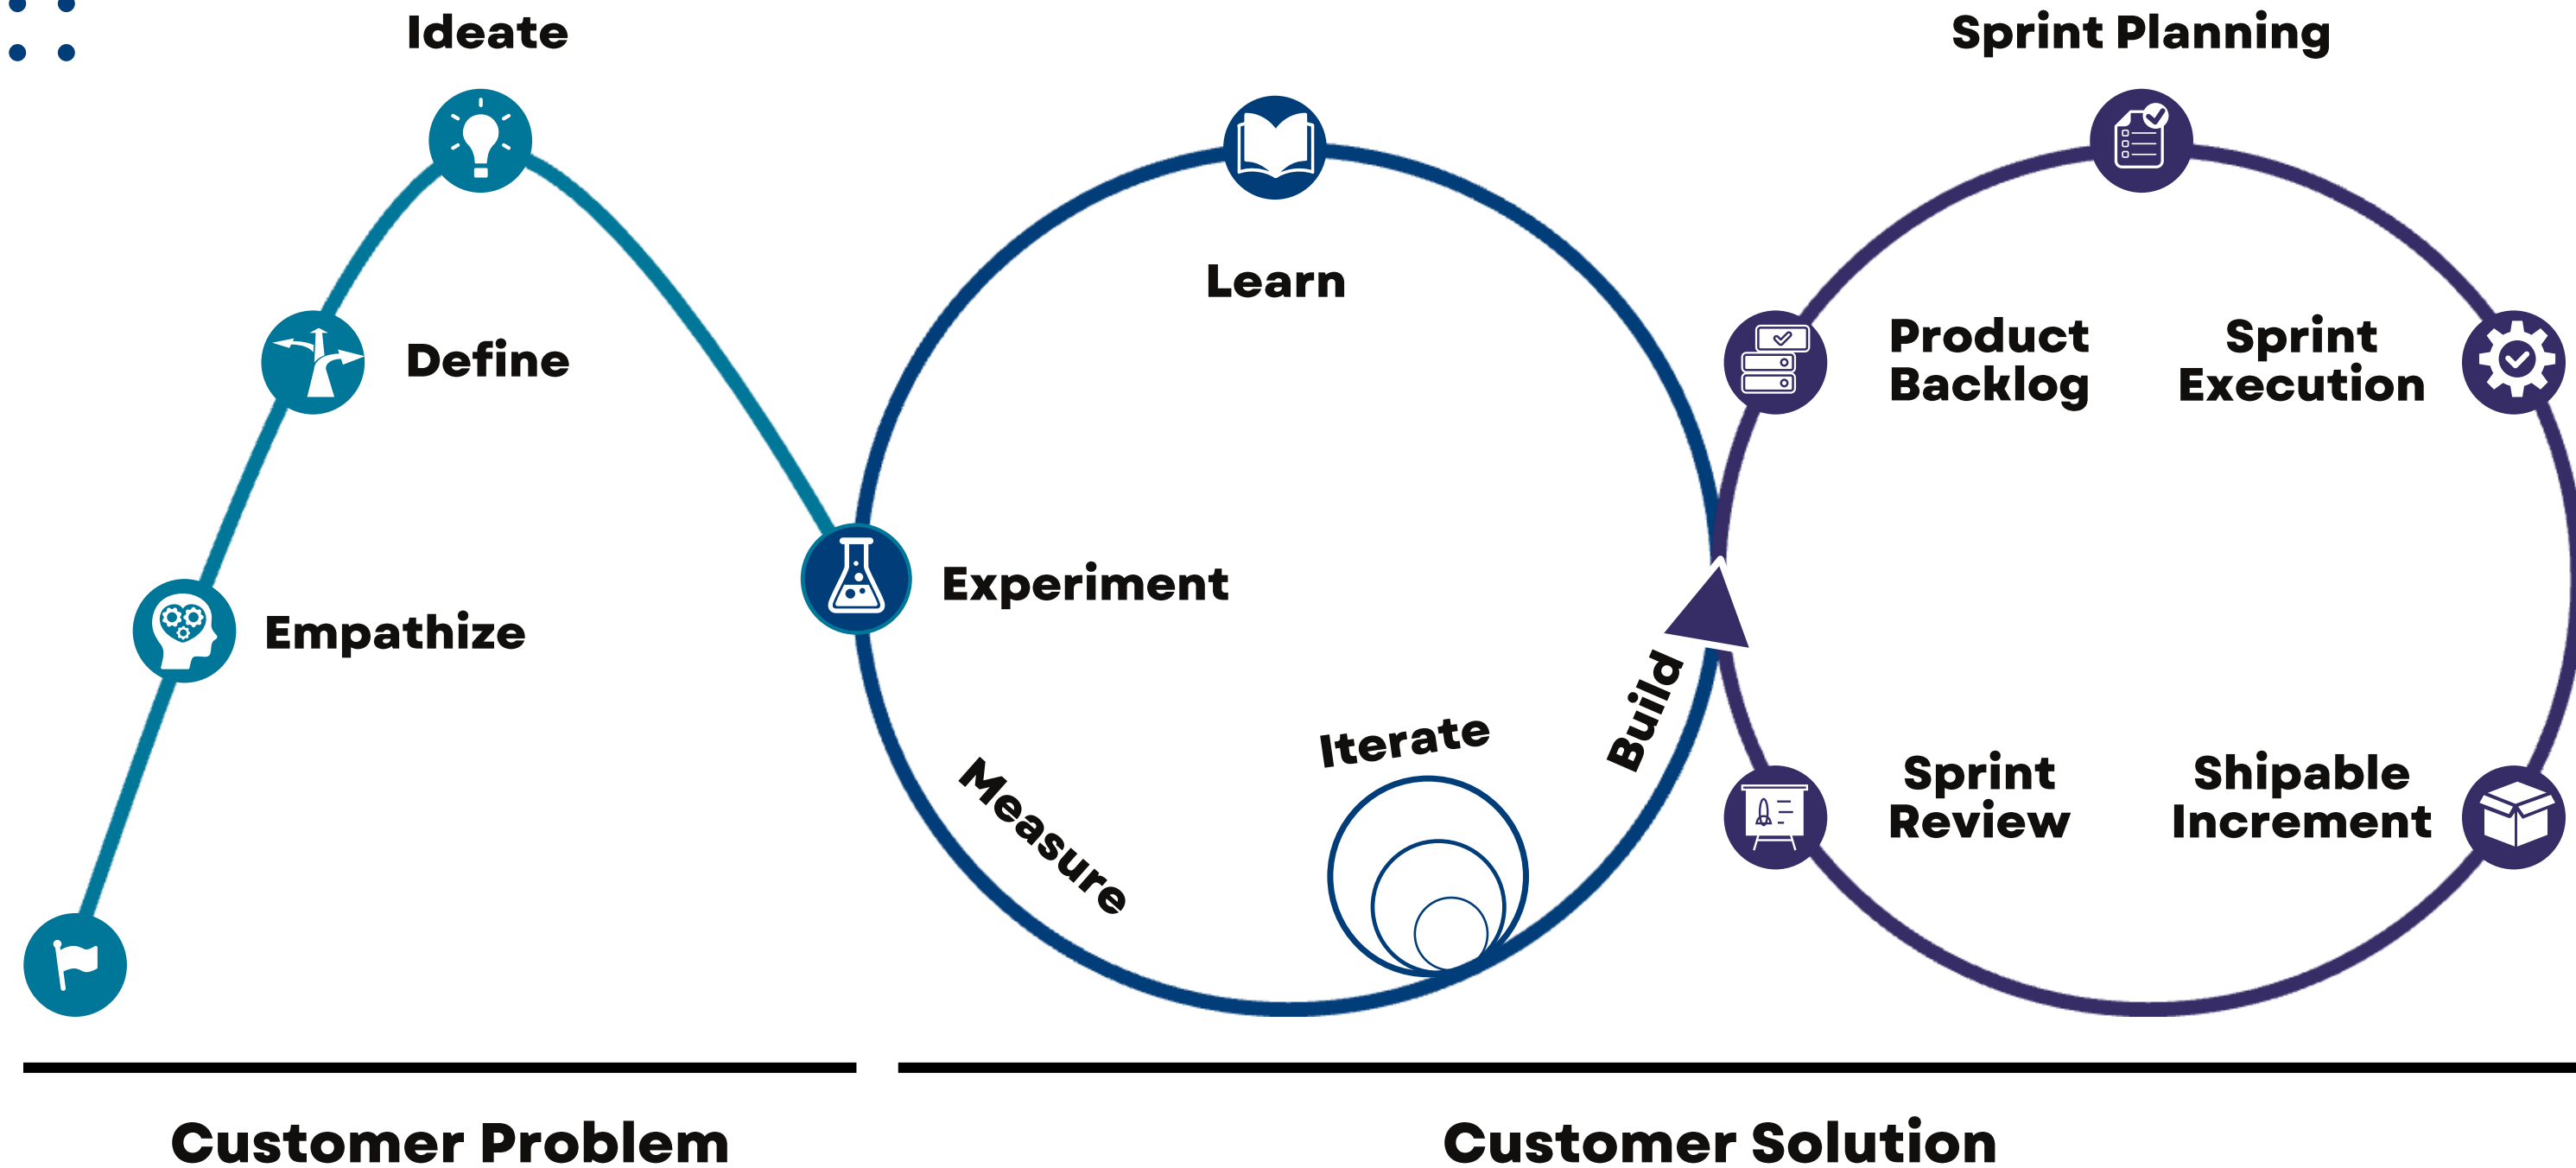 Ideate
Define
Empathize
Learn
Experiment
Measure
Iterate
Build
Sprint Planning
Product
Backlog
Sprint
Execution
Sprint
Review
Shipable
Increment
Customer Problem
Customer Solution